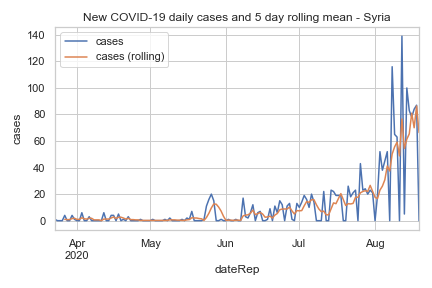 New COVID-19 daily cases and 5 day rolling mean - Syria
cases
cases (rolling)
140
120
100
80
60
40
20
0
cases
Apr
2020
May
Jun
Jul
Aug
dateRep